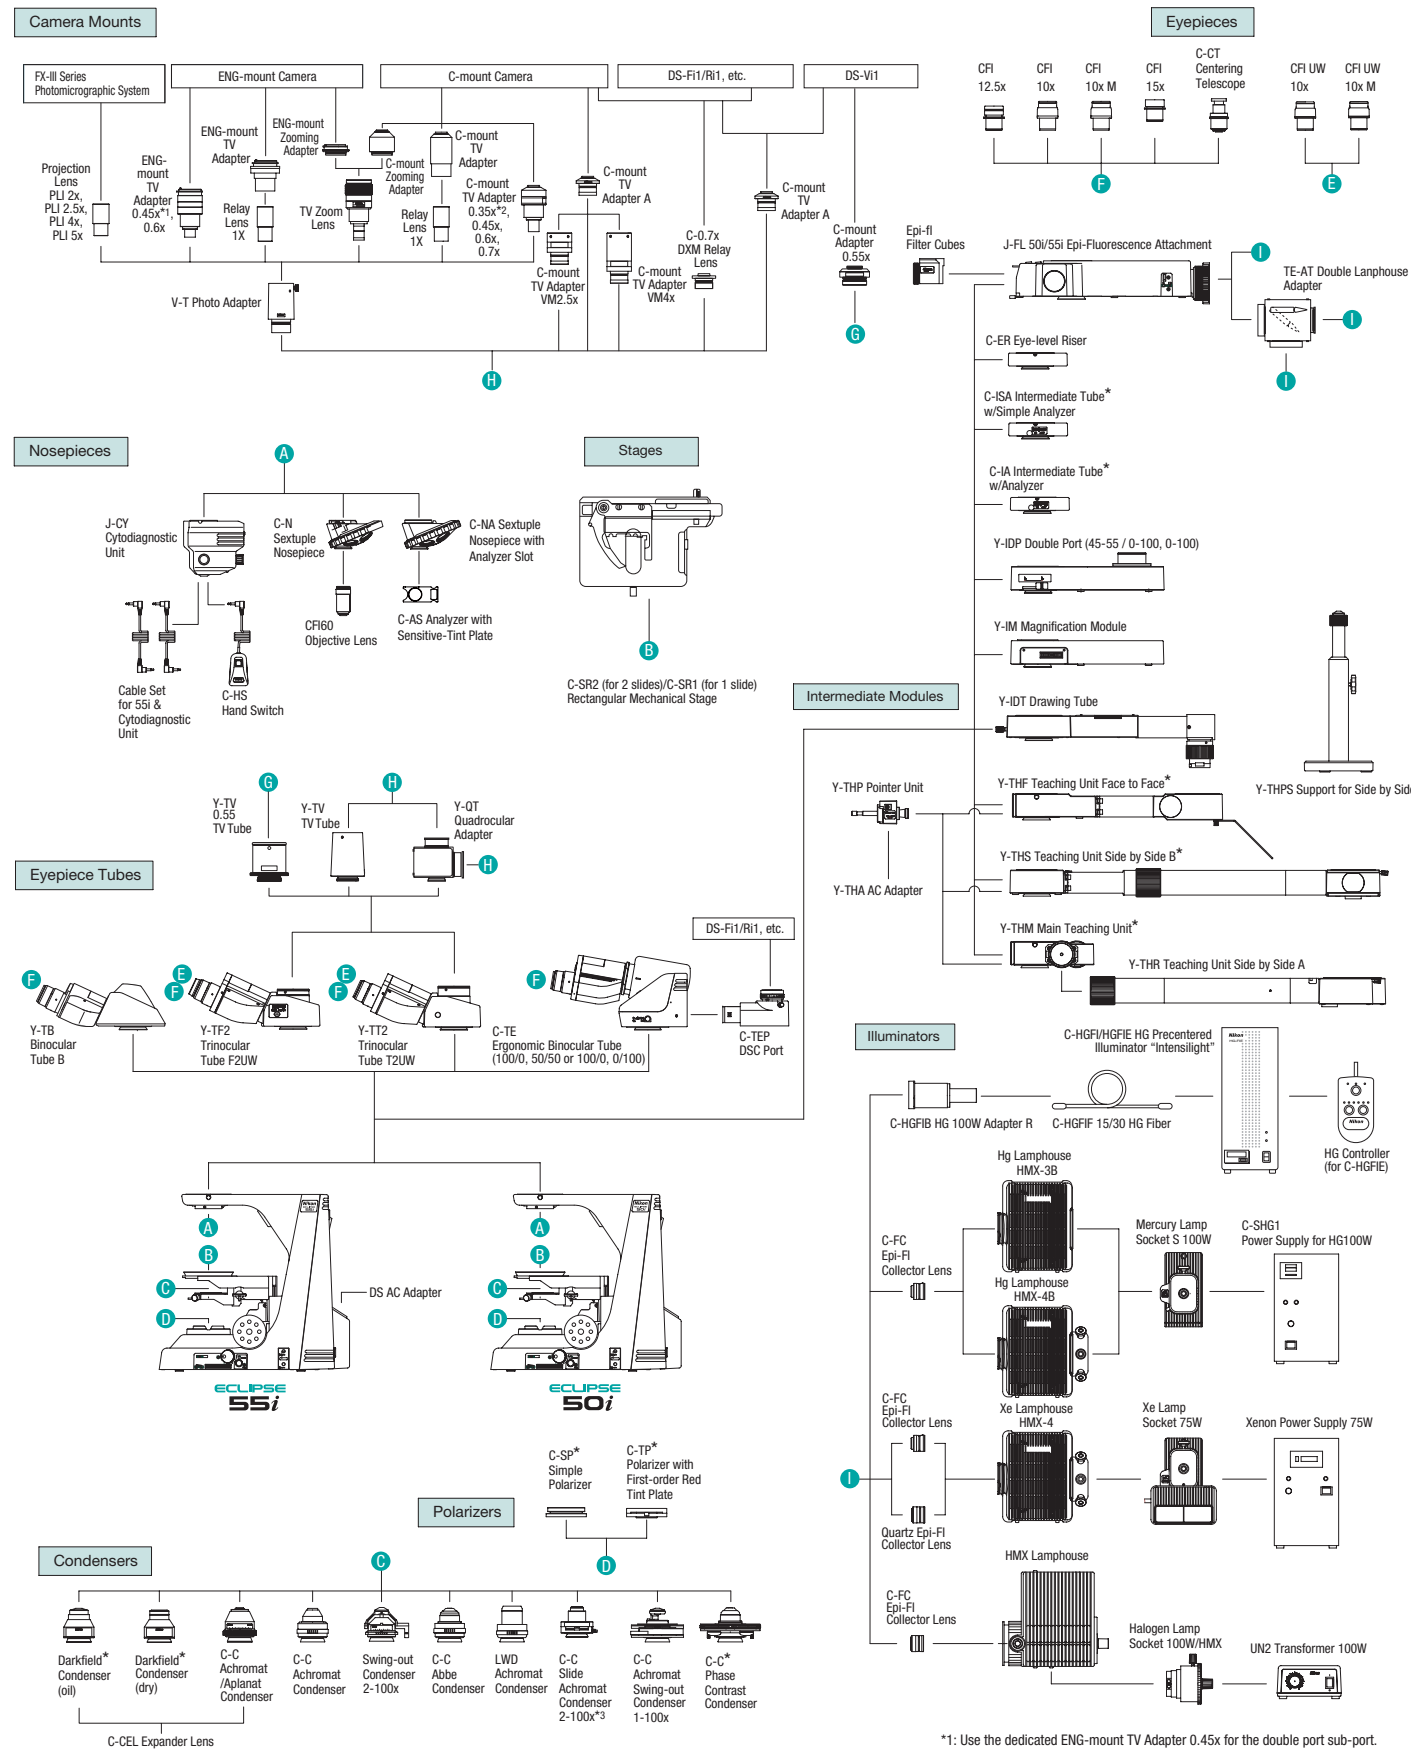 Camera Mounts
FX-III Series
Photomicrographic System
ENG-mount Camera
C-mount Camera
DS-Fi1/Ri1, etc.
DS-Vi1
Projection
Lens
PLI 2x,
PLI 2.5x,
PLI 4x,
PLI 5x
ENG-
mount
TV
Adapter
0.45x*1,
0.6x
ENG-mount
TV
Adapter
Relay
Lens
1X
ENG-mount
Zooming
Adapter
TV Zoom
Lens
C-mount
Zooming
Adapter
C-mount
TV
Adapter
Relay
Lens
1X
C-mount
TV Adapter
0.35x*2,
0.45x,
0.6x,
0.7x
C-mount
TV
Adapter A
C-mount
TV Adapter
VM2.5x
C-mount
TV Adapter
VM4x
C-0.7x
DXM Relay
Lens
C-mount
TV
Adapter A
C-mount
Adapter
0.55x
G
V-T Photo Adapter
H
Eyepieces
CFI
12.5x
CFI
10x
CFI
10x M
CFI
15x
C-CT
Centering
Telescope
CFI UW
10x
CFI UW
10x M
F
E
Epi-fl
Filter Cubes
J-FL 50i/55i Epi-Fluorescence Attachment
I
TE-AT Double Lanphouse
Adapter
I
I
C-ER Eye-level Riser
C-ISA Intermediate Tube*
w/Simple Analyzer
C-IA Intermediate Tube*
w/Analyzer
Y-IDP Double Port (45-55 / 0-100, 0-100)
Y-IM Magnification Module
Intermediate Modules
Y-IDT Drawing Tube
Y-THP Pointer Unit
Y-THF Teaching Unit Face to Face*
Y-THPS Support for Side by Side
Y-THS Teaching Unit Side by Side B*
Y-THA AC Adapter
Y-THM Main Teaching Unit*
Y-THR Teaching Unit Side by Side A
Nosepieces
A
J-CY
Cytodiagnostic
Unit
C-N
Sextuple
Nosepiece
C-NA Sextuple
Nosepiece with
Analyzer Slot
CFI60
Objective Lens
C-AS Analyzer with
Sensitive-Tint Plate
Cable Set
for 55i &
Cytodiagnostic
Unit
C-HS
Hand Switch
Stages
B
C-SR2 (for 2 slides)/C-SR1 (for 1 slide)
Rectangular Mechanical Stage
Eyepiece Tubes
G
Y-TV
0.55
TV Tube
H
Y-TV
TV Tube
Y-QT
Quadrocular
Adapter
H
F
Y-TB
Binocular
Tube B
E
F
Y-TF2
Trinocular
Tube F2UW
E
F
Y-TT2
Trinocular
Tube T2UW
F
C-TE
Ergonomic Binocular Tube
(100/0, 50/50 or 100/0, 0/100)
DS-Fi1/Ri1, etc.
C-TEP
DSC Port
Nikon
A
B
C
D
DS AC Adapter
ECLIPSE
55i
Nikon
A
B
C
D
ECLIPSE
50i
Polarizers
C-SP*
Simple
Polarizer
C-TP*
Polarizer with
First-order Red
Tint Plate
D
Condensers
C
Darkfield*
Condenser
(oil)
Darkfield*
Condenser
(dry)
C-C
Achromat
/Aplanat
Condenser
C-C
Achromat
Condenser
Swing-out
Condenser
2-100x
C-C
Abbe
Condenser
LWD
Achromat
Condenser
C-C
Slide
Achromat
Condenser
2-100x*3
C-C
Achromat
Swing-out
Condenser
1-100x
C-C*
Phase
Contrast
Condenser
C-CEL Expander Lens
Illuminators
C-HGFI/HGFIE HG Precentered
Illuminator “Intensilight”
Nikon
C-HGFIB HG 100W Adapter R
C-HGFIF 15/30 HG Fiber
Nikon
HG Controller
(for C-HGFIE)
Hg Lamphouse
HMX-3B
C-FC
Epi-Fl
Collector Lens
Hg Lamphouse
HMX-4B
Mercury Lamp
Socket S 100W
C-SHG1
Power Supply for HG100W
C-FC
Epi-Fl
Collector Lens
Xe Lamphouse
HMX-4
Xe Lamp
Socket 75W
Xenon Power Supply 75W
I
Quartz Epi-Fl
Collector Lens
HMX Lamphouse
C-FC
Epi-Fl
Collector Lens
Halogen Lamp
Socket 100W/HMX
UN2 Transformer 100W
*1: Use the dedicated ENG-mount TV Adapter 0.45x for the double port sub-port.